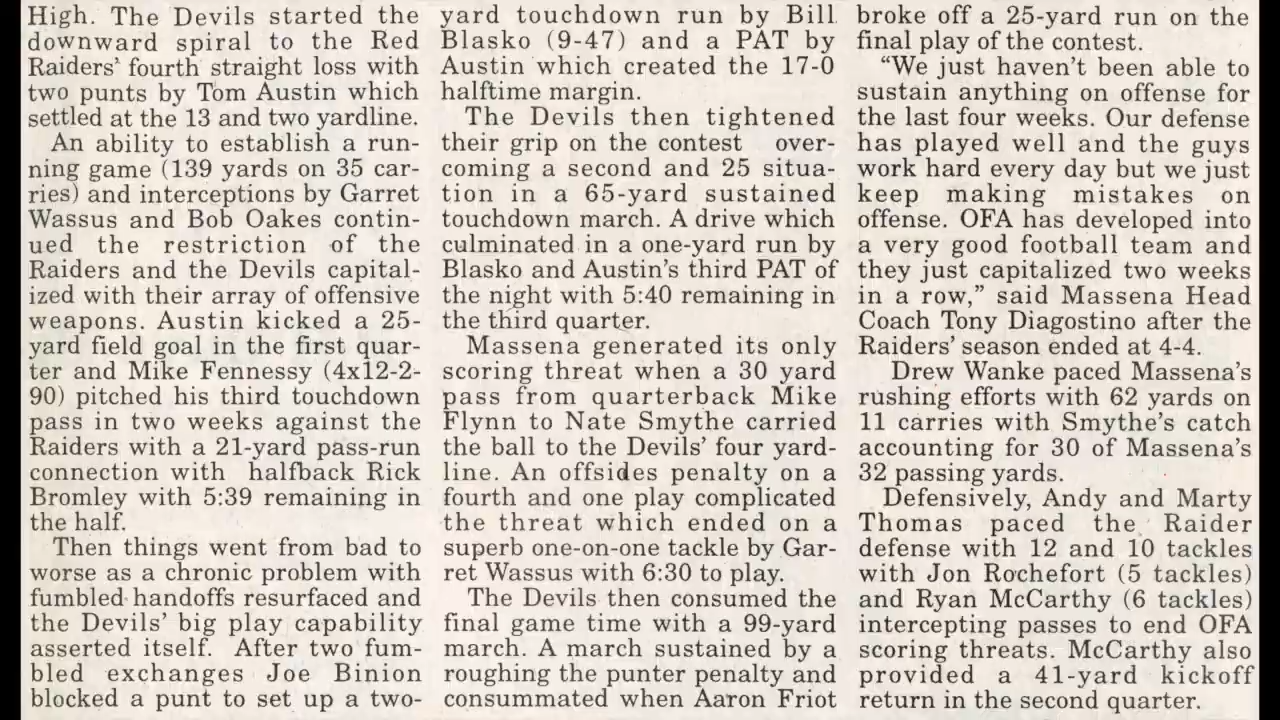 High. The Devils started the
downward spiral to the Red
Raiders' fourth straight loss with
two punts by Tom Austin which
settled at the 13 and two yardline.
An ability to establish a run-
ning game (139 yards on 35 car-
ries) and interceptions by Garret
Wassus and Bob Oakes contin-
ued the restriction of the
Raiders and the Devils capital-
ized with their array of offensive
weapons. Austin kicked a 25-
yard field goal in the first quar-
ter and Mike Fennessy (4x12-2-
90) pitched his third touchdown
pass in two weeks against the
Raiders with a 21-yard pass-run
connection with halfback Rick
Bromley with 5:39 remaining in
the half.
Then things went from bad to
worse as a chronic problem with
fumbled handoffs resurfaced and
the Devils' big play capability
asserted itself. After two fum-
bled exchanges Joe Binion
blocked a punt to set up a two-
yard touchdown run by Bill
Blasko (9-47) and a PAT by
Austin which created the 17-0
halftime margin.
The Devils then tightened
their grip on the contest over-
coming a second and 25 situa-
tion in a 65-yard sustained
touchdown march. A drive which
culminated in a one-yard run by
Blasko and Austin's third PAT of
the night with 5:40 remaining in
the third quarter.
Massena generated its only
scoring threat when a 30 yard
pass from quarterback Mike
Flynn to Nate Smythe carried
the ball to the Devils' four yard-
line. An offsides penalty on a
fourth and one play complicated
the threat which ended on a
superb one-on-one tackle by Gar-
ret Wassus with 6:30 to play.
The Devils then consumed the
final game time with a 99-yard
march. A march sustained by a
roughing the punter penalty and
consummated when Aaron Friot
broke off a 25-yard run on the
final play of the contest.
"We just haven't been able to
sustain anything on offense for
the last four weeks. Our defense
has played well and the guys
work hard every day but we just
keep making mistakes on
offense. OFA has developed into
a very good football team and
they just capitalized two weeks
in a row," said Massena Head
Coach Tony Diagostino after the
Raiders' season ended at 4-4.
Drew Wanke paced Massena's
rushing efforts with 62 yards on
11 carries with Smythe's catch
accounting for 30 of Massena's
32 passing yards.
Defensively, Andy and Marty
Thomas paced the Raider
defense with 12 and 10 tackles
with Jon Rochefort (5 tackles)
and Ryan McCarthy (6 tackles)
intercepting passes to end OFA
scoring threats. McCarthy also
provided a 41-yard kickoff
return in the second quarter.